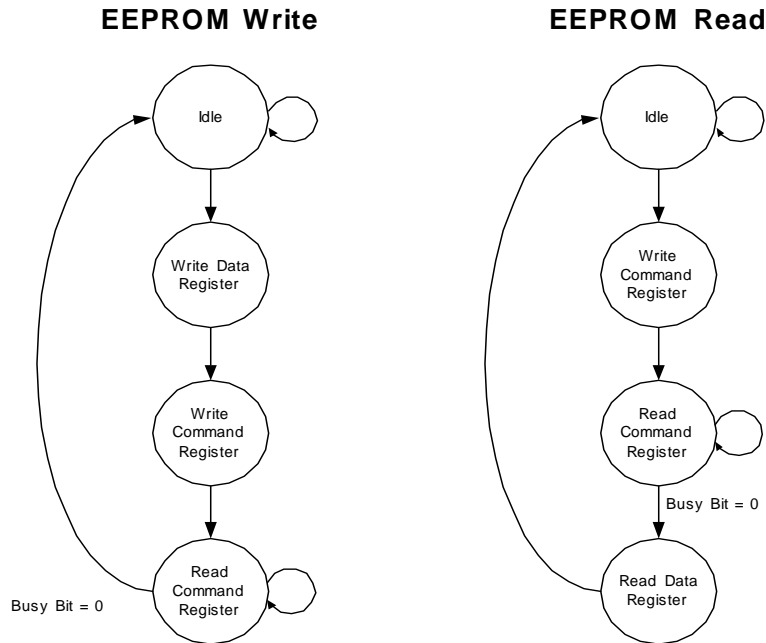 EEPROM Write
Idle
Write Data
Register
Write
Command
Register
Read
Command
Register
Busy Bit = 0
EEPROM Read
Idle
Write
Command
Register
Read
Command
Register
Busy Bit = 0
Read Data
Register